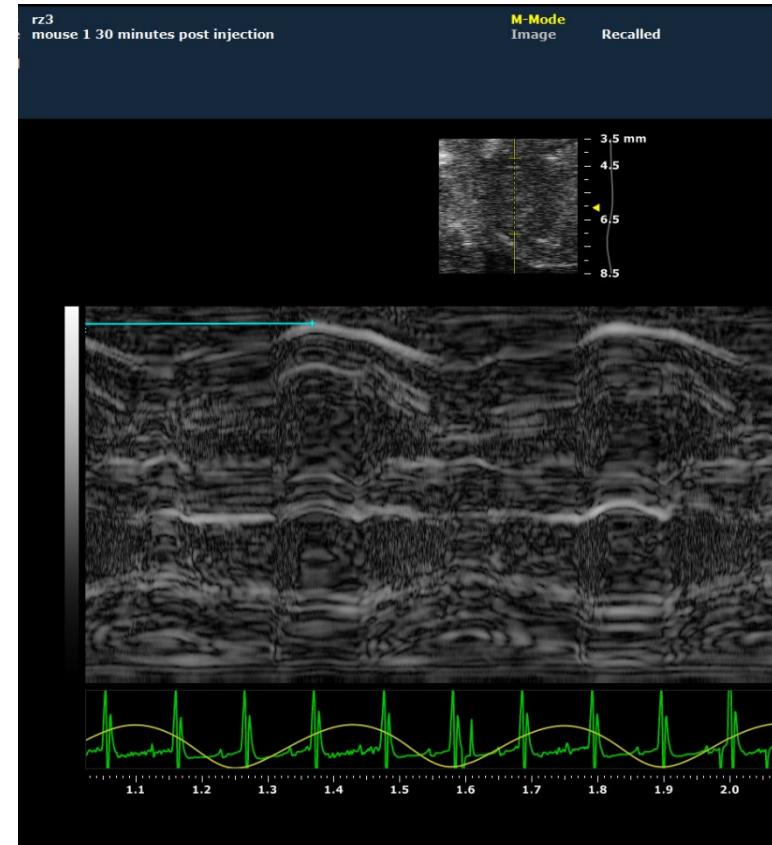 rz3
mouse 1 30 minutes post injection
M-Mode
Image Recalled
3.5 mm
4.5
6.5
8.5
1.1 1.2 1.3 1.4 1.5 1.6 1.7 1.8 1.9 2.0